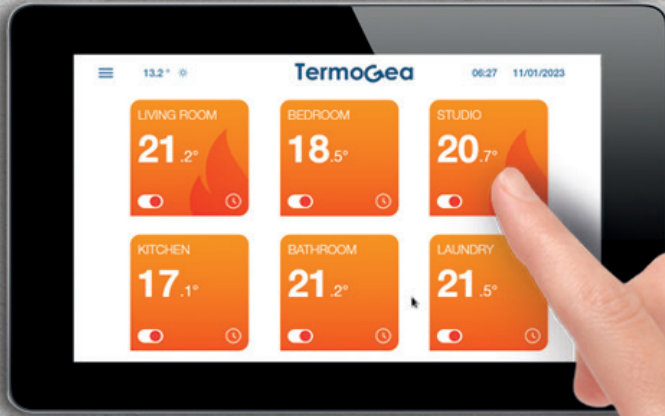 13.2° TermoGea 06:27 11/01/2023
LIVING ROOM BEDROOM STUDIO
21.2° 18.5° 20.7°
KITCHEN BATHROOM LAUNDRY
17.1° 21.2° 21.5°